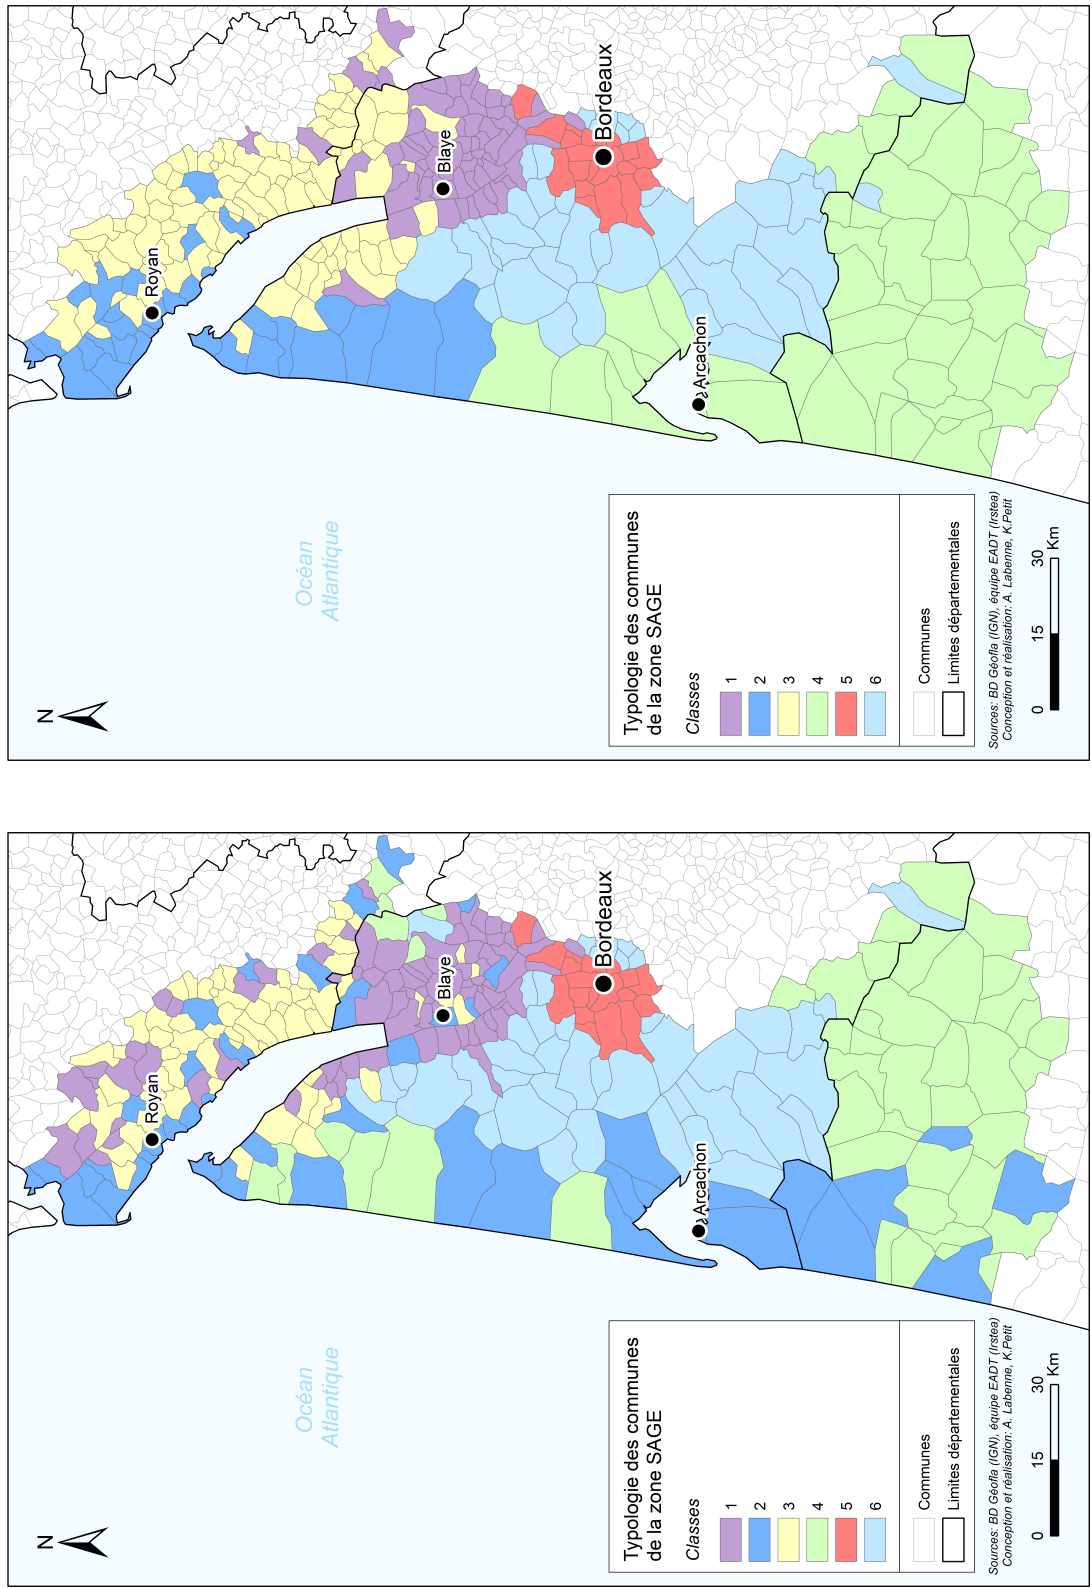 N
Océan
Atlantique
Royan
Blaye
Bordeaux
Arcachon
Typologie des communes
de la zone SAGE
Classes
1
2
3
4
5
6
Communes
Limites départementales
Sources: BD Géofla (IGN), équipe EADT (Irstea)
Conception et réalisation: A. Labenne, K.Petit
0 15 30 Km
N
Océan
Atlantique
Royan
Blaye
Bordeaux
Arcachon
Typologie des communes
de la zone SAGE
Classes
1
2
3
4
5
6
Communes
Limites départementales
Sources: BD Géofla (IGN), équipe EADT (Irstea)
Conception et réalisation: A. Labenne, K.Petit
0 15 30 Km